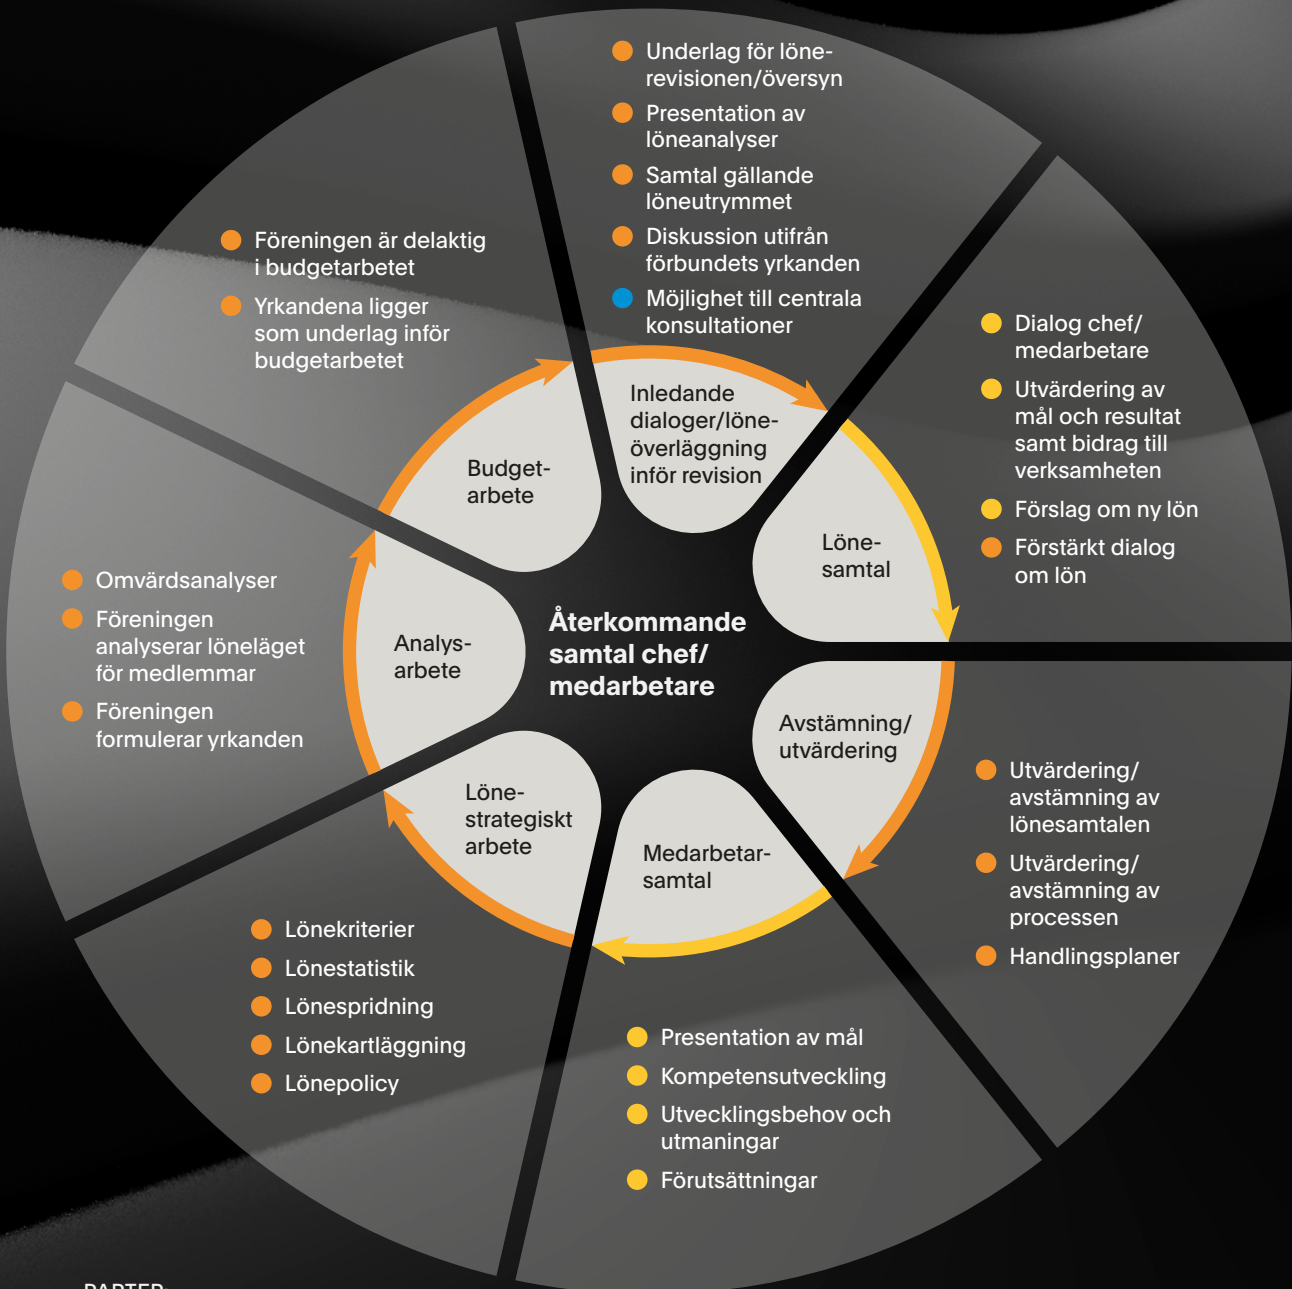 Underlag för löne-
revisionen/översyn
Presentation av
löneanalyser
Samtal gällande
löneutrymmet
Diskussion utifrån
förbundets yrkanden
Möjlighet till centrala
konsultationer
Inledande
dialoger/löne-
överläggning
inför revision
Dialog chef/
medarbetare
Utvärdering av
mål och resultat
samt bidrag till
verksamheten
Förslag om ny lön
Förstärkt dialog
om lön
Löne-
samtal
Utvärdering/
avstämning av
lönesamtalen
Utvärdering/
avstämning av
processen
Handlingsplaner
Avstämning/
utvärdering
Medarbetar-
samtal
Presentation av mål
Kompetensutveckling
Utvecklingsbehov och
utmaningar
Förutsättningar
Löne-
strategiskt
arbete
Lönekriterier
Lönestatistik
Lönespridning
Lönekartläggning
Lönepolicy
Analys-
arbete
Omvärdsanalyser
Föreningen
analyserar löneläget
för medlemmar
Föreningen
formulerar yrkanden
Budget-
arbete
Föreningen är delaktig
i budgetarbetet
Yrkandena ligger
som underlag inför
budgetarbetet
Återkommande
samtal chef/
medarbetare